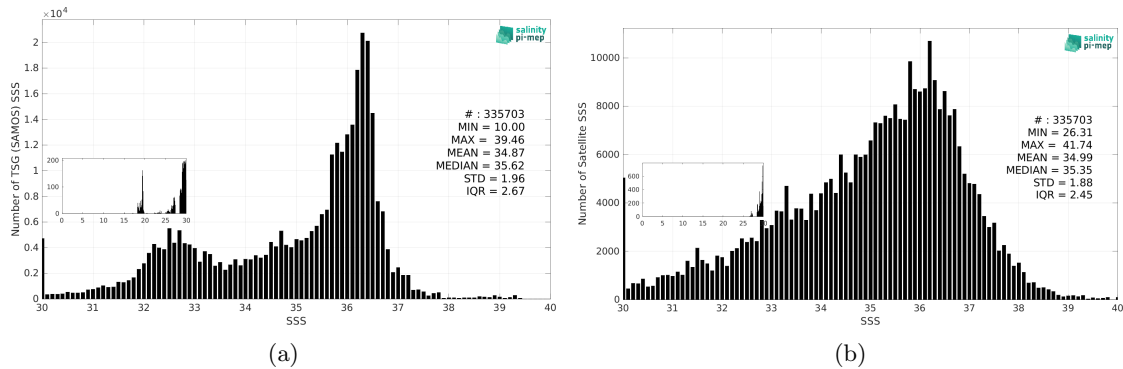 ×10⁴
salinity
pi-mep
Number of TSG (SAMOS) SSS
2
1.8
1.6
1.4
1.2
1
0.8
0.6
0.4
0.2
0
# : 335703
MIN = 10.00
MAX = 39.46
MEAN = 34.87
MEDIAN = 35.62
STD = 1.96
IQR = 2.67
200
100
0
0 5 10 15 20 25 30
30 31 32 33 34 35 36 37 38 39 40
SSS
(a)
salinity
pi-mep
Number of Satellite SSS
10000
8000
6000
4000
2000
0
# : 335703
MIN = 26.31
MAX = 41.74
MEAN = 34.99
MEDIAN = 35.35
STD = 1.88
IQR = 2.45
600
400
200
0
0 5 10 15 20 25 30
30 31 32 33 34 35 36 37 38 39 40
SSS
(b)